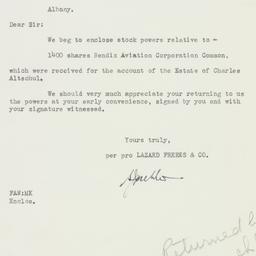 Albany.
Dear Sir:
We beg to enclose stock powers relative to -
1400 shares Bendix Aviation Corporation Common,
which were received for the account of the Estate of Charles
Altschul.
We should very much appreciate your returning to us
the powers at your early convenience, signed by you and with
your signature witnessed.
Yours truly,
per pro LAZARD FRERES & CO.
FAW:MK
Enclos.
Returned